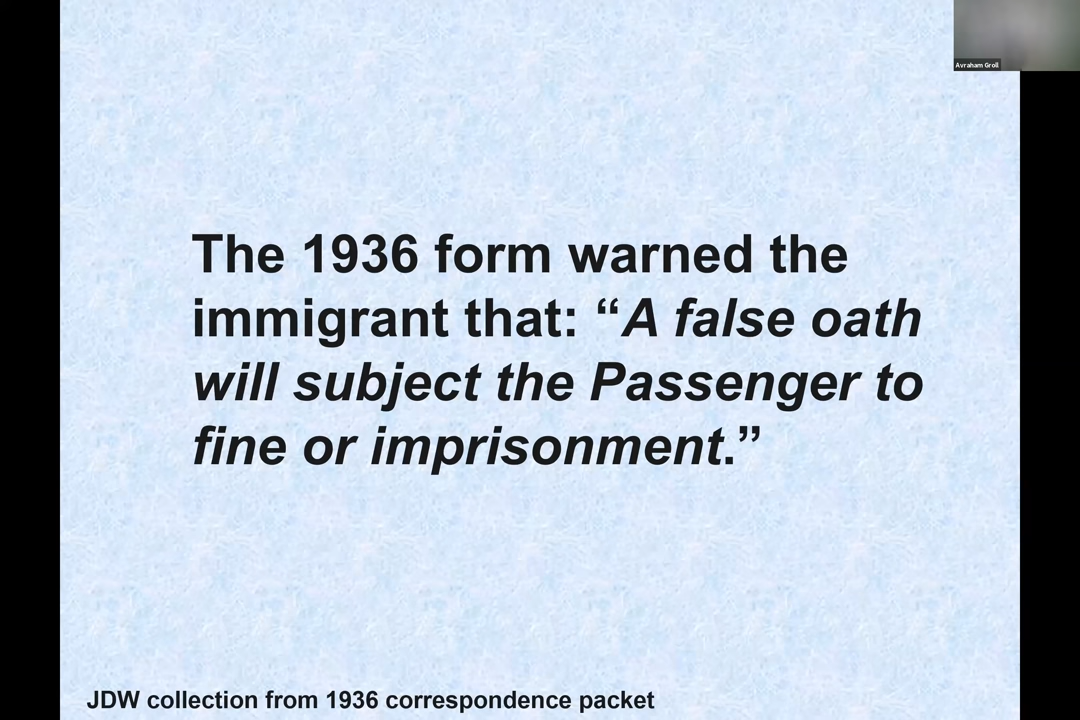 Avraham Groll
The 1936 form warned the
immigrant that: “A false oath
will subject the Passenger to
fine or imprisonment.”
JDW collection from 1936 correspondence packet